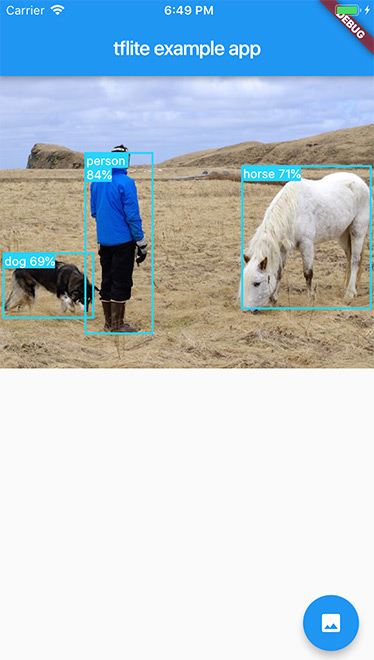 Carrier 6:49 PM
DEBUG
tflite example app
person
84%
horse 71%
dog 69%